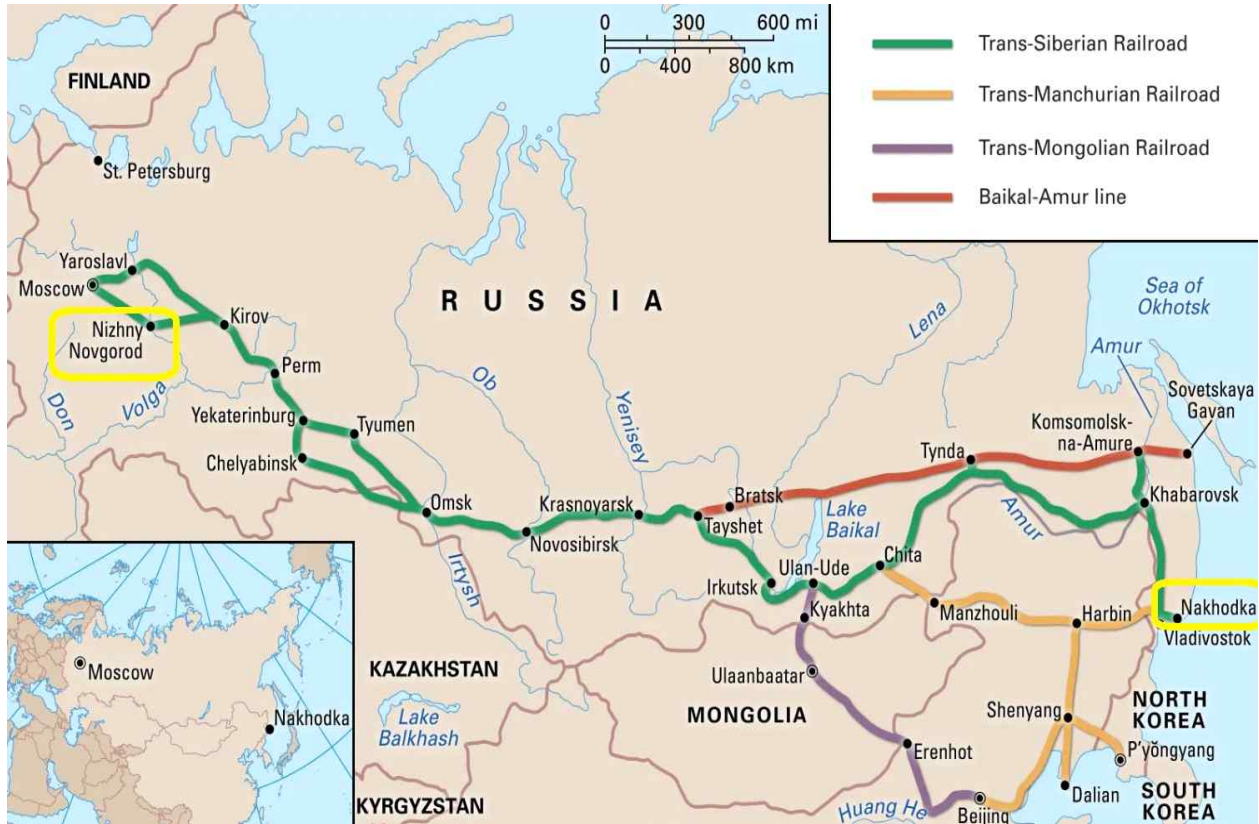 0 300 600 mi
0 400 800 km
Trans-Siberian Railroad
Trans-Manchurian Railroad
Trans-Mongolian Railroad
Baikal-Amur line
FINLAND
St. Petersburg
Yaroslavl
Moscow
Nizhny
Novgorod
Kirov
Perm
Don
Volga
Yekaterinburg
Tyumen
Chelyabinsk
RUSSIA
Ob
Yenisey
Lena
Sea of
Okhotsk
Amur
Sovetskaya
Gavan
Komsomolsk-
na-Amure
Tynda
Khabarovsk
Amur
Omsk
Irtysh
Novosibirsk
Krasnoyarsk
Tayshet
Bratsk
Lake
Baikal
Irkutsk
Ulan-Ude
Kyakhta
Chita
Manzhouli
Harbin
Nakhodka
Vladivostok
KAZAKHSTAN
Lake
Balkhash
KYRGYZSTAN
MONGOLIA
Ulaanbaatar
Erenhot
Huang He
Beijing
Shenyang
Dalian
NORTH
KOREA
P'yŏngyang
SOUTH
KOREA
Moscow
Nakhodka